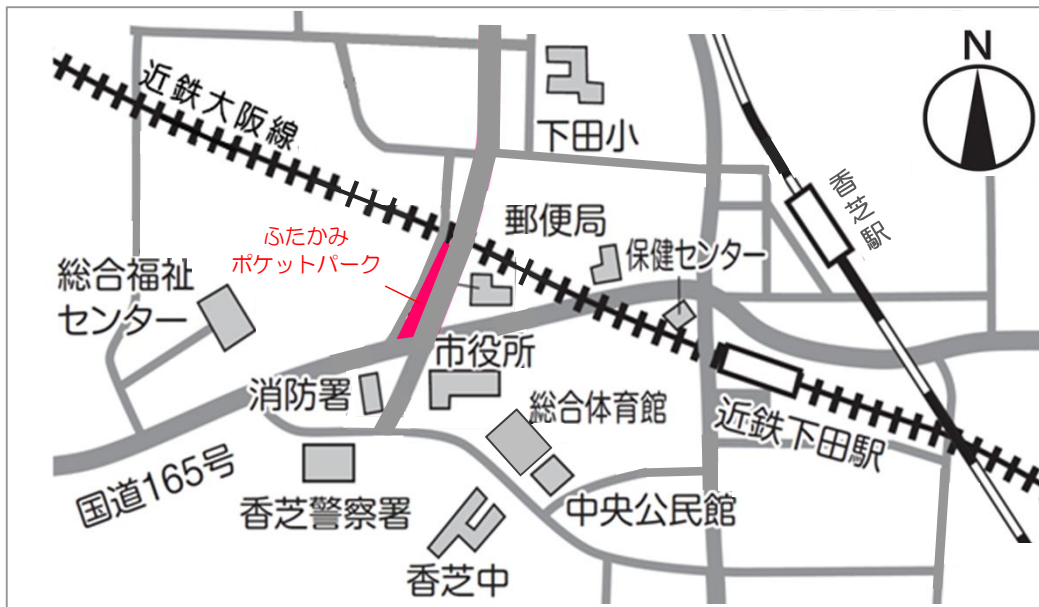 近鉄大阪線
下田小
N
香芝駅
ふたかみ
ポケットパーク
郵便局
保健センター
総合福祉
センター
市役所
消防署
総合体育館
近鉄下田駅
国道165号
香芝警察署
中央公民館
香芝中